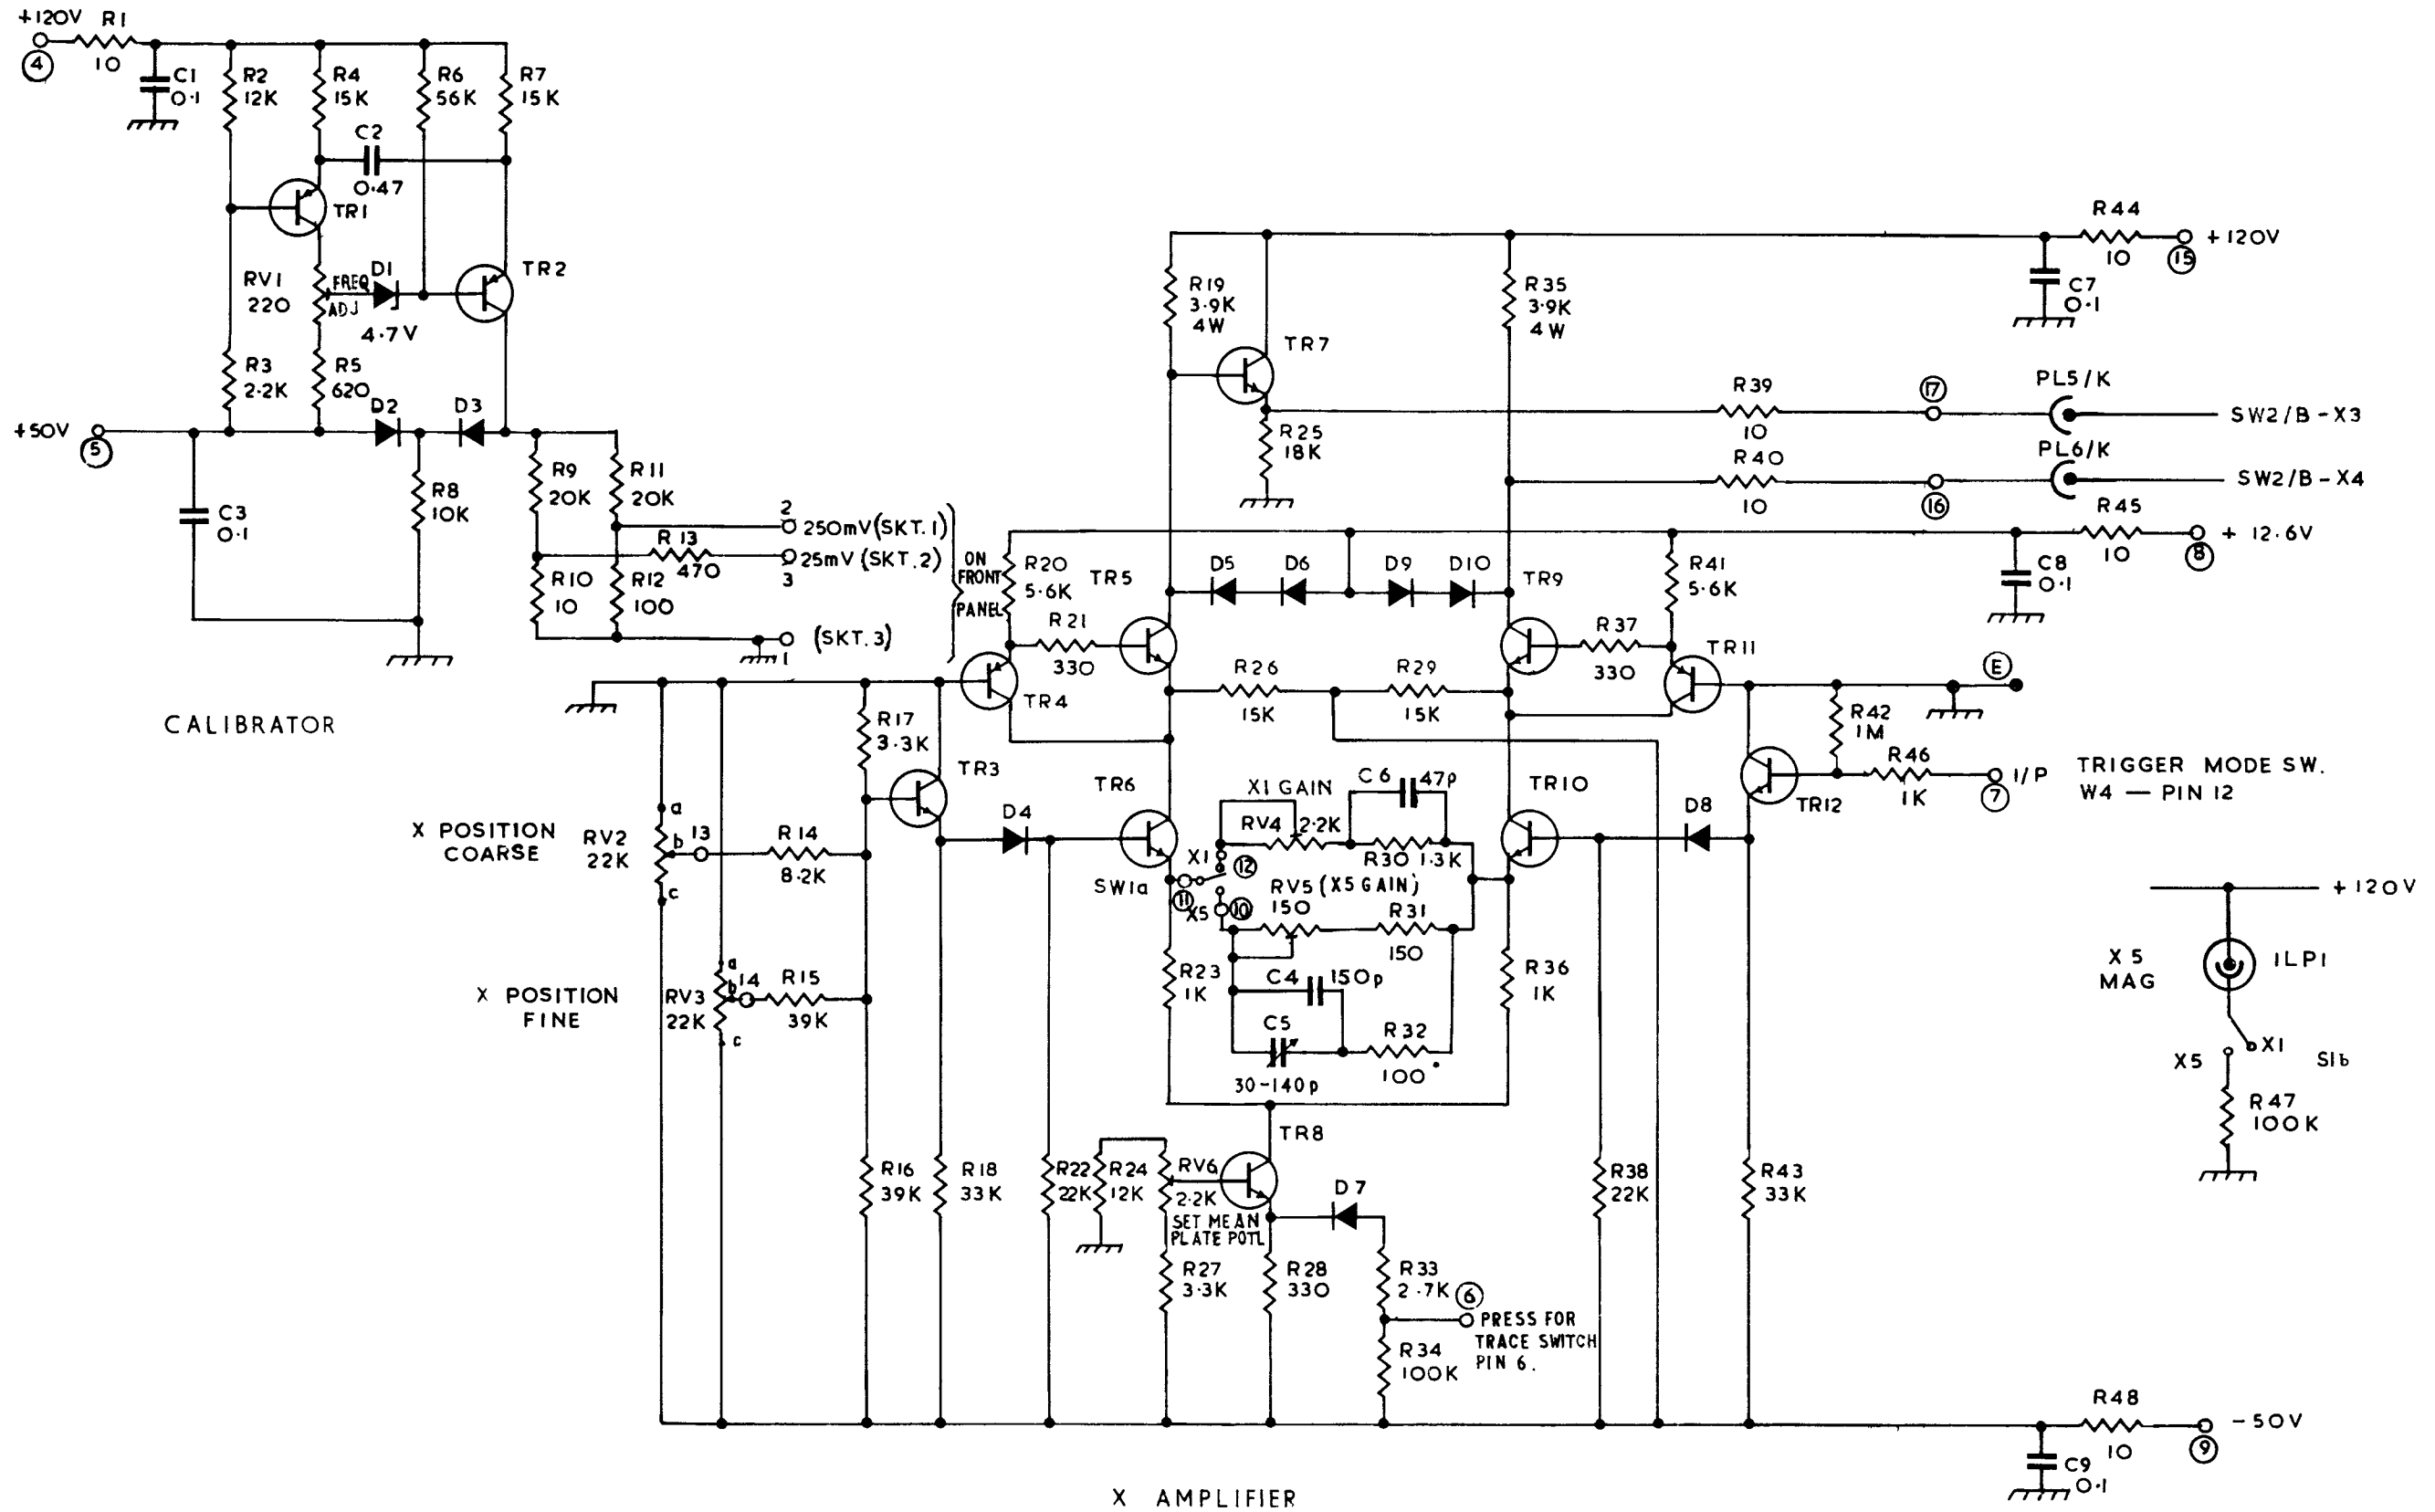 +120V R1
4
10
C1
0·1
R2
12K
R4
15K
R6
56K
R7
15K
C2
0·47
TR1
TR2
RV1
220
FREQ
ADJ
D1
4·7V
R3
2·2K
R5
620
D2
D3
+50V
5
C3
0·1
R8
10K
R9
20K
R11
20K
R13
470
R10
10
R12
100
2
250mV (SKT.1)
25mV (SKT.2)
3
(SKT.3)
1
ON
FRONT
PANEL
CALIBRATOR
R44
10
+120V
15
C7
0·1
R19
3·9K
4W
R35
3·9K
4W
TR7
R25
18K
R39
10
17
PL5/K
SW2/B-X3
R40
10
16
PL6/K
SW2/B-X4
R45
10
+ 12·6V
8
C8
0·1
R20
5·6K
TR5
D5
D6
D9
D10
TR9
R41
5·6K
R21
330
R37
330
TR4
TR11
R26
15K
R29
15K
E
R42
1M
R46
1K
I/P
7
TRIGGER MODE SW.
W4 — PIN 12
TR12
R17
3·3K
TR3
D4
TR6
X1 GAIN
RV4 2·2K
C6 47p
R30 1·3K
TR10
D8
X POSITION
COARSE
RV2
22K
a
b
c
13
R14
8·2K
SW1a
X1
12
11
X5
10
RV5 (X5 GAIN)
150
R31
150
X POSITION
FINE
RV3
22K
a
b
c
14
R15
39K
R23
1K
C4 150p
C5
30-140p
R32
100
R36
1K
+120V
X5
MAG
1LP1
X5
X1
S1b
R47
100K
TR8
R16
39K
R18
33K
R22
22K
R24
12K
RV6
2·2K
SET MEAN
PLATE POTL
D7
R27
3·3K
R28
330
R33
2·7K
6
PRESS FOR
TRACE SWITCH
PIN 6.
R34
100K
R38
22K
R43
33K
R48
10
-50V
9
C9
0·1
X AMPLIFIER